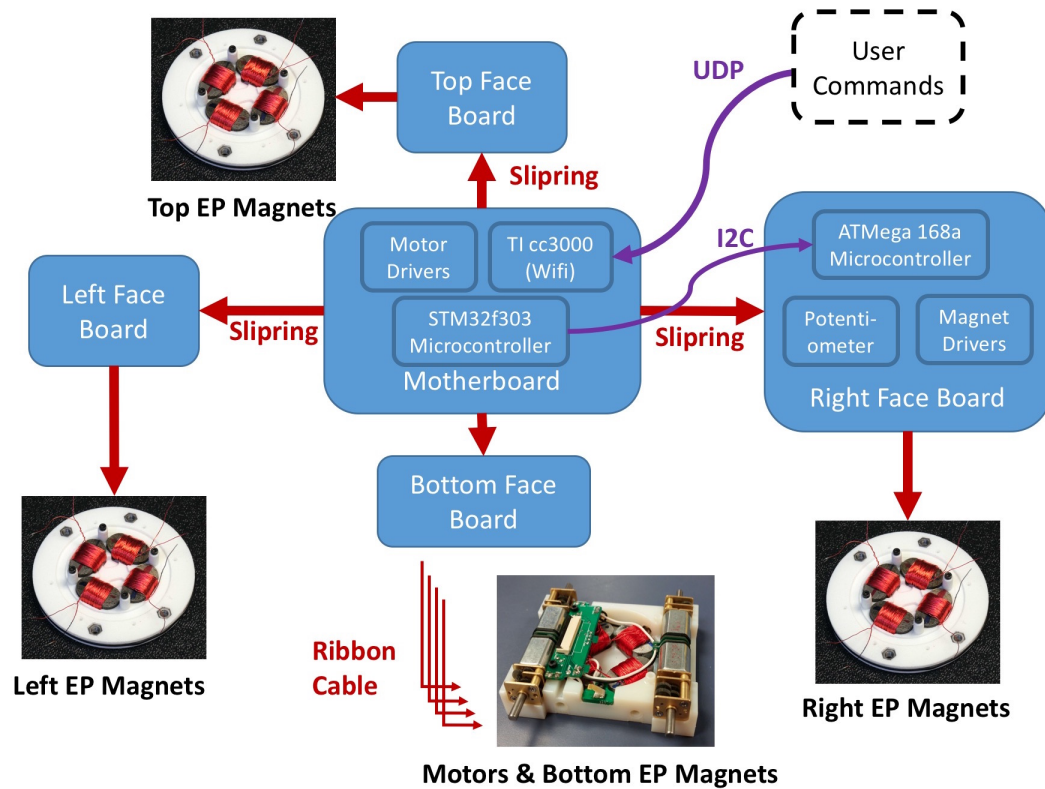 User
Commands
UDP
Top Face
Board
Slipring
Top EP Magnets
Motor
Drivers
TI cc3000
(Wifi)
I2C
ATMega 168a
Microcontroller
Left Face
Board
Slipring
STM32f303
Microcontroller
Motherboard
Slipring
Potenti-
ometer
Magnet
Drivers
Right Face Board
Bottom Face
Board
Ribbon
Cable
Left EP Magnets
Right EP Magnets
Motors & Bottom EP Magnets